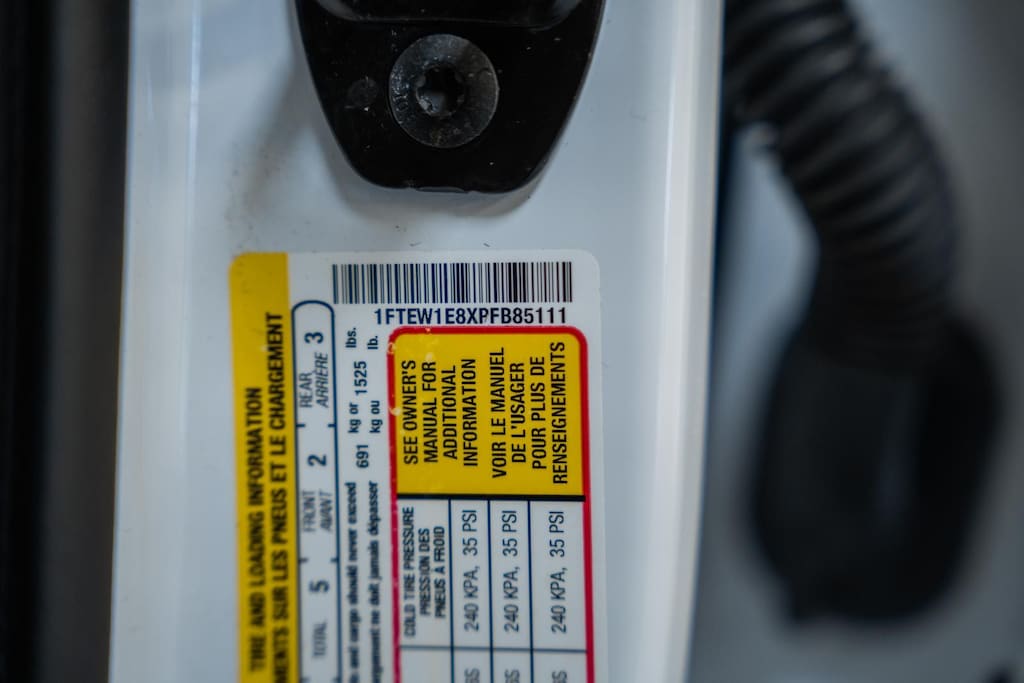 1FTEW1E8XPFB85111
TIRE AND LOADING INFORMATION
MENTS SUR LES PNEUS ET LE CHARGEMENT
TOTAL 5 FRONT AVANT 2 REAR ARRIÈRE 3
and cargo should never exceed 691 kg or 1525 lbs.
ne doit jamais dépasser kg ou lb.
SEE OWNER'S
MANUAL FOR
ADDITIONAL
INFORMATION
VOIR LE MANUEL
DE L'USAGER
POUR PLUS DE
RENSEIGNEMENTS
COLD TIRE PRESSURE
PRESSION DES
PNEUS A FROID
240 KPA, 35 PSI
240 KPA, 35 PSI
240 KPA, 35 PSI